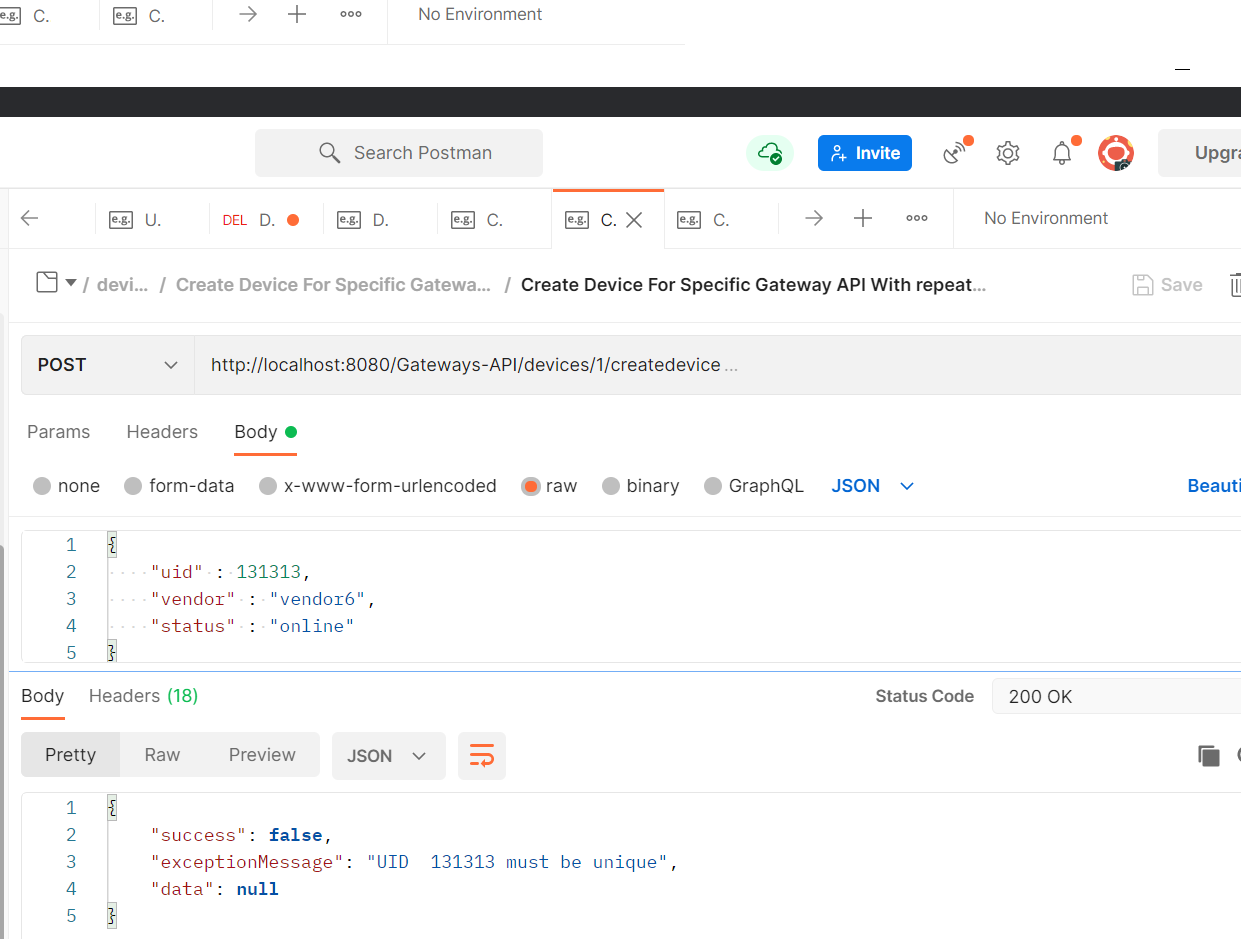 e.g. C. e.g. C. No Environment
Search Postman Invite Upgra
e.g. U. DEL D. e.g. D. e.g. C. e.g. C. e.g. C. No Environment
/ devi... / Create Device For Specific Gatewa... / Create Device For Specific Gateway API With repeat... Save
POST http://localhost:8080/Gateways-API/devices/1/createdevice ...
Params Headers Body
none form-data x-www-form-urlencoded raw binary GraphQL JSON Beauti
1 {
2 "uid" : 131313,
3 "vendor" : "vendor6",
4 "status" : "online"
5 }
Body Headers (18) Status Code 200 OK
Pretty Raw Preview JSON
1 {
2 "success": false,
3 "exceptionMessage": "UID  131313 must be unique",
4 "data": null
5 }